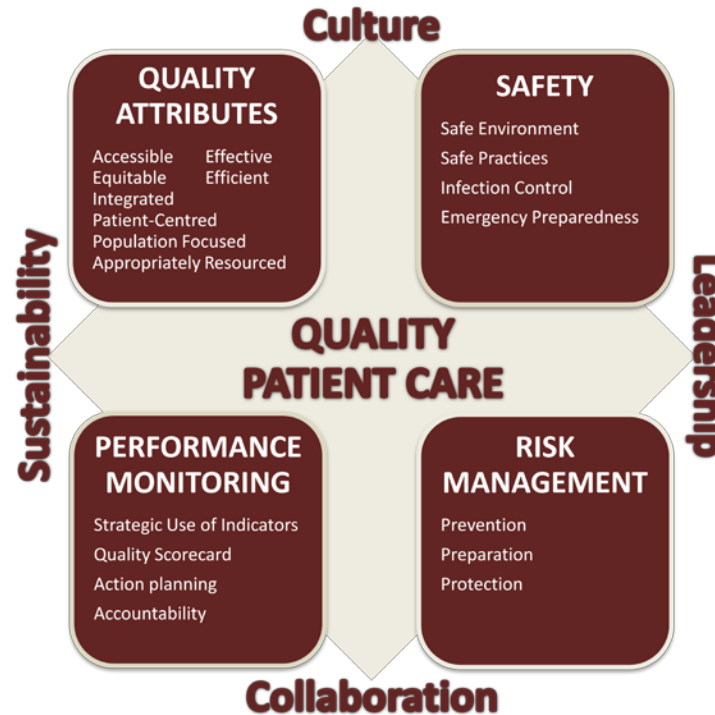 Culture
QUALITY
ATTRIBUTES
Accessible Effective
Equitable Efficient
Integrated
Patient-Centred
Population Focused
Appropriately Resourced
SAFETY
Safe Environment
Safe Practices
Infection Control
Emergency Preparedness
Sustainability
QUALITY
PATIENT CARE
Leadership
PERFORMANCE
MONITORING
Strategic Use of Indicators
Quality Scorecard
Action planning
Accountability
RISK
MANAGEMENT
Prevention
Preparation
Protection
Collaboration